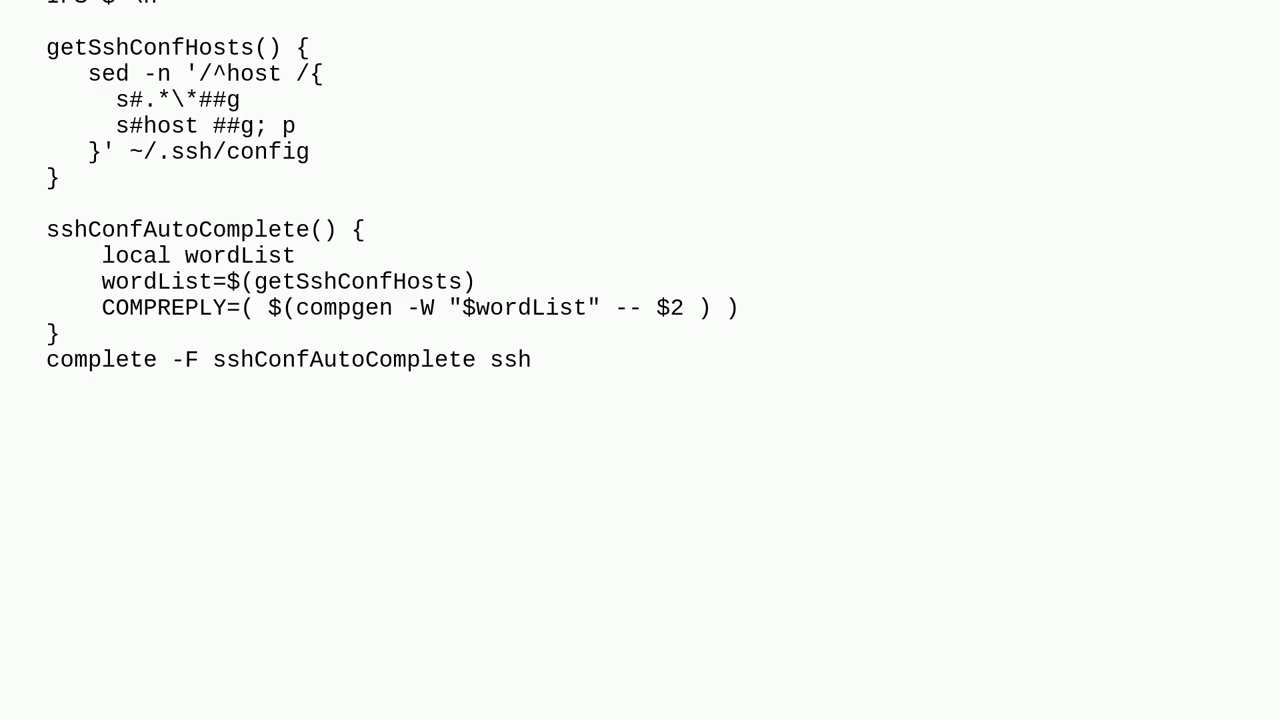 getSshConfHosts() {
   sed -n '/^host /{
     s#.*\*##g
     s#host ##g; p
   }' ~/.ssh/config
}

sshConfAutoComplete() {
    local wordList
    wordList=$(getSshConfHosts)
    COMPREPLY=( $(compgen -W "$wordList" -- $2 ) )
}
complete -F sshConfAutoComplete ssh